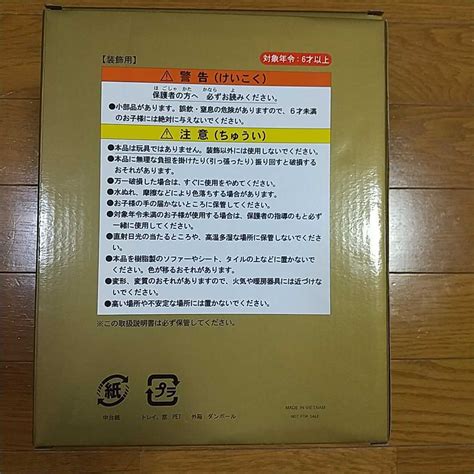 【装飾用】
対象年令:6才以上
⚠ 警告(けいこく)
ほごしゃ かた かなら よ
保護者の方へ 必ずお読みください。
●小部品があります。誤飲・窒息の危険がありますので、6才未満
のお子様には絶対に与えないでください。
⚠ 注意(ちゅうい)
●本品は玩具ではありません。装飾以外には使用しないでください。
●本品に無理な負担を掛けたり(引っ張ったり)振り回すと破損する
おそれがあります。
●万一破損した場合は、すぐに使用をやめてください。
●水ぬれ、摩擦などにより色落ちする場合があります。
●お子様の手の届かないところに保管してください。
●対象年令未満のお子様が使用する場合は、保護者の指導のもと必ず
一緒に使用してください。
●直射日光の当たるところや、高温多湿な場所に保管しないでください。
●本品を樹脂製のソファーやシート、タイルの上などに置かないで
ください。色が移るおそれがあります。
●変形、変質のおそれがありますので、火気や暖房器具には近づけな
いでください。
●高い場所や不安定な場所には置かないでください。
※この取扱説明書は必ず保管してください。
紙
プラ
中台紙
トレイ、窓 PET 外箱 ダンボール
MADE IN VIETNAM
NOT FOR SALE